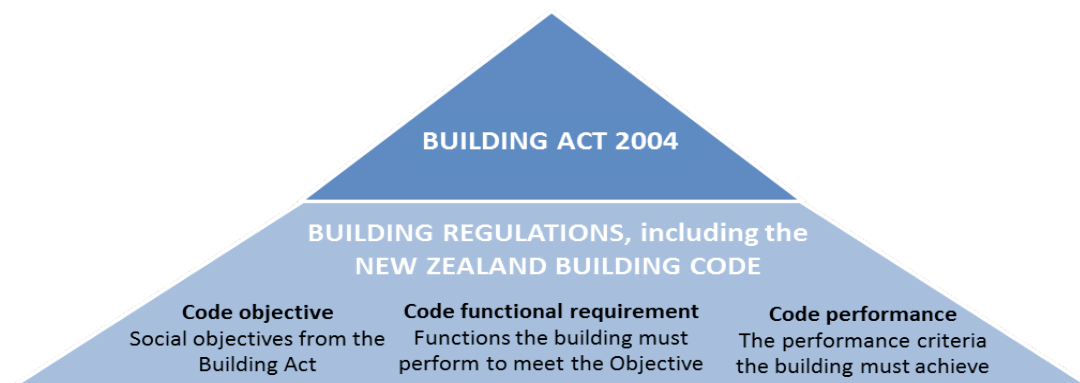 BUILDING ACT 2004
BUILDING REGULATIONS, including the
NEW ZEALAND BUILDING CODE
Code objective
Social objectives from the
Building Act
Code functional requirement
Functions the building must
perform to meet the Objective
Code performance
The performance criteria
the building must achieve